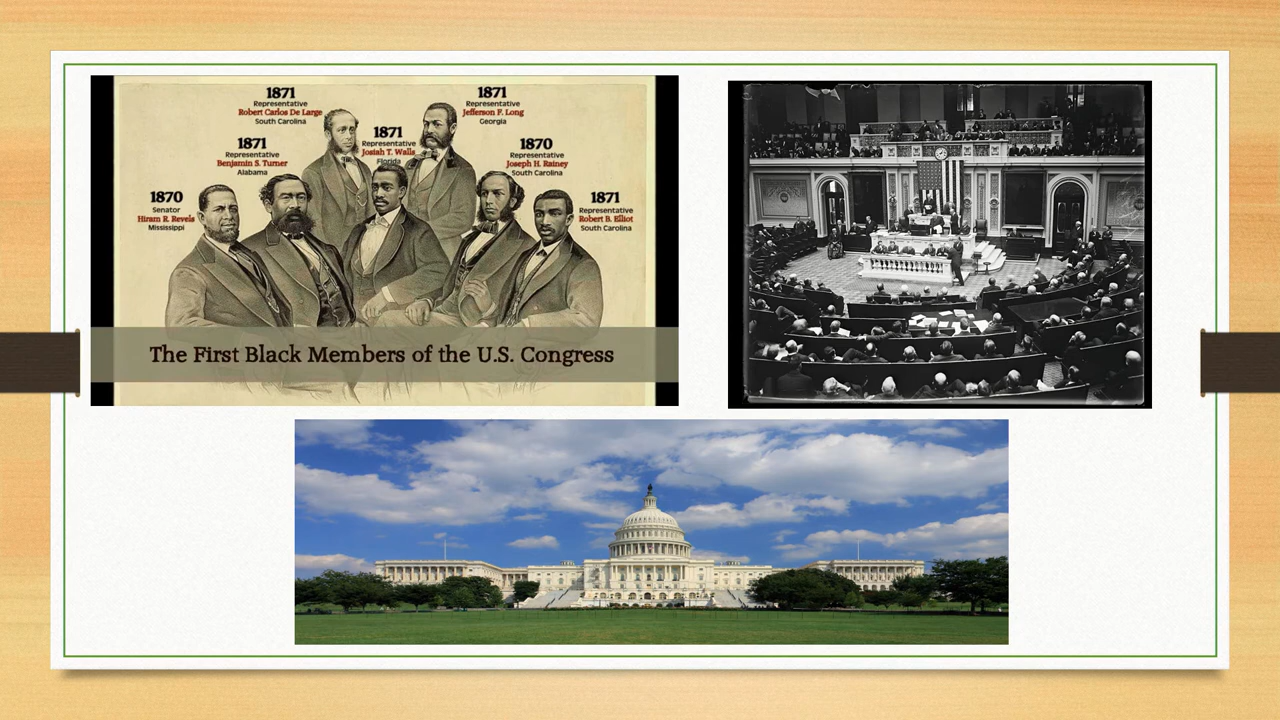 1871
Representative
Robert Carlos De Large
South Carolina
1871
Representative
Jefferson F. Long
Georgia
1871
Representative
Josiah T. Walls
Florida
1871
Representative
Benjamin S. Turner
Alabama
1870
Representative
Joseph H. Rainey
South Carolina
1870
Senator
Hiram R. Revels
Mississippi
1871
Representative
Robert B. Elliot
South Carolina
The First Black Members of the U.S. Congress